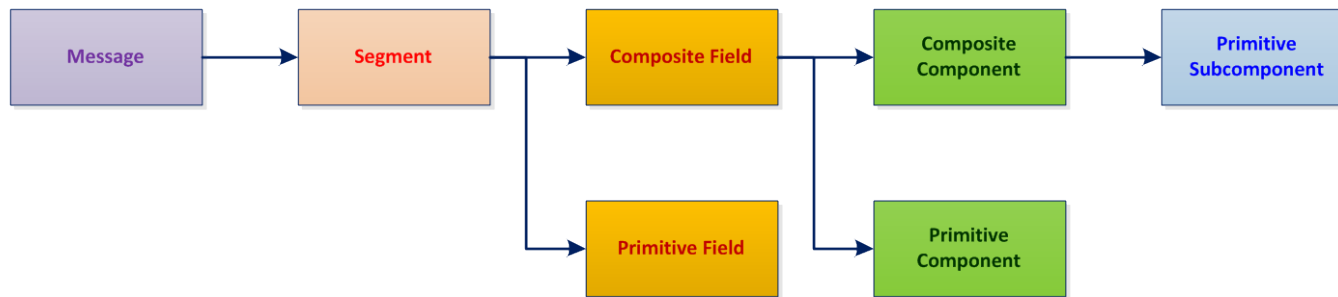 Message
Segment
Composite Field
Composite
Component
Primitive
Subcomponent
Primitive Field
Primitive
Component